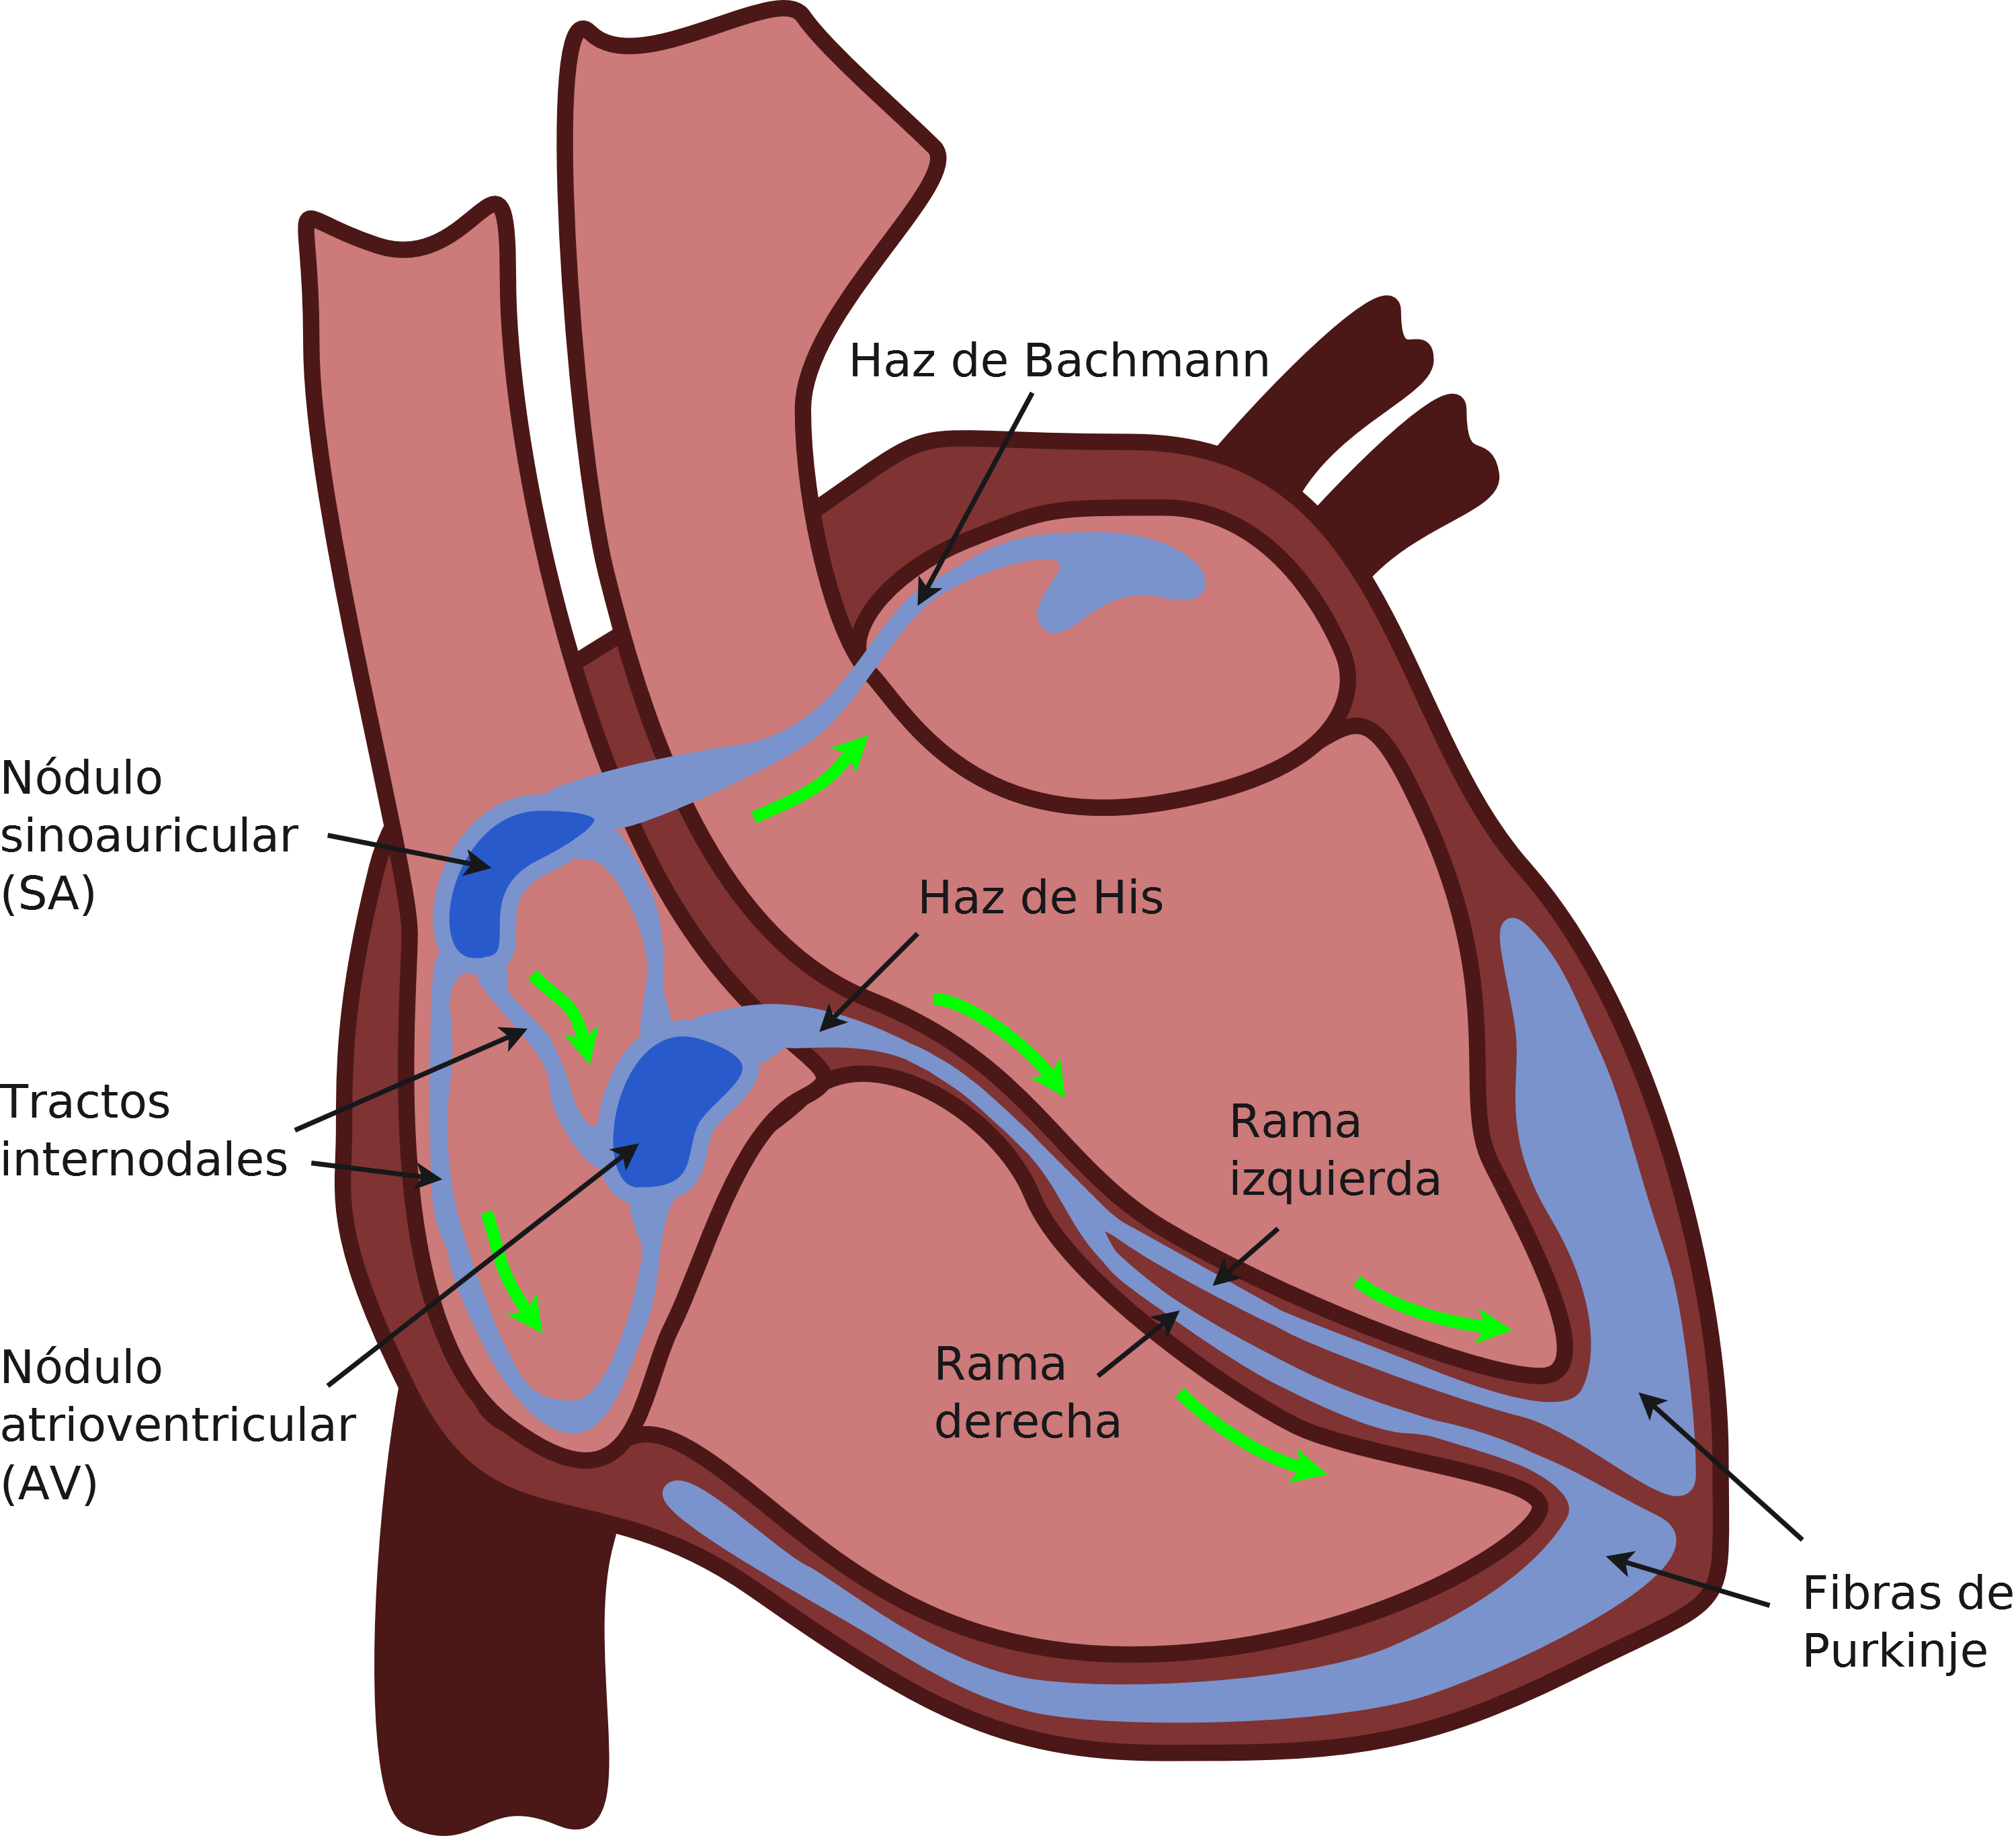 Haz de Bachmann
Nódulo
sinoauricular
(SA)
Haz de His
Tractos
internodales
Rama
izquierda
Rama
derecha
Nódulo
atrioventricular
(AV)
Fibras de
Purkinje